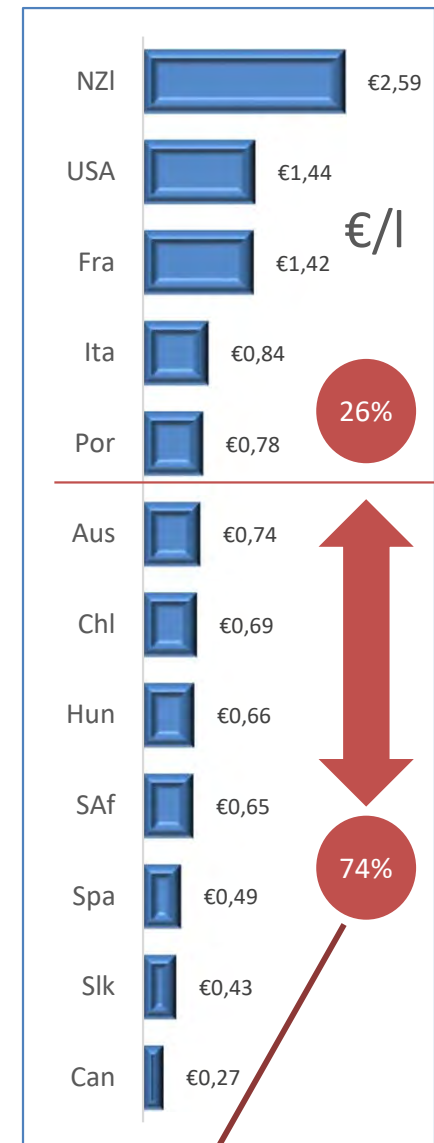 NZl €2,59
USA €1,44
€/l
Fra €1,42
Ita €0,84
26%
Por €0,78
Aus €0,74
Chl €0,69
Hun €0,66
SAf €0,65
74%
Spa €0,49
Slk €0,43
Can €0,27